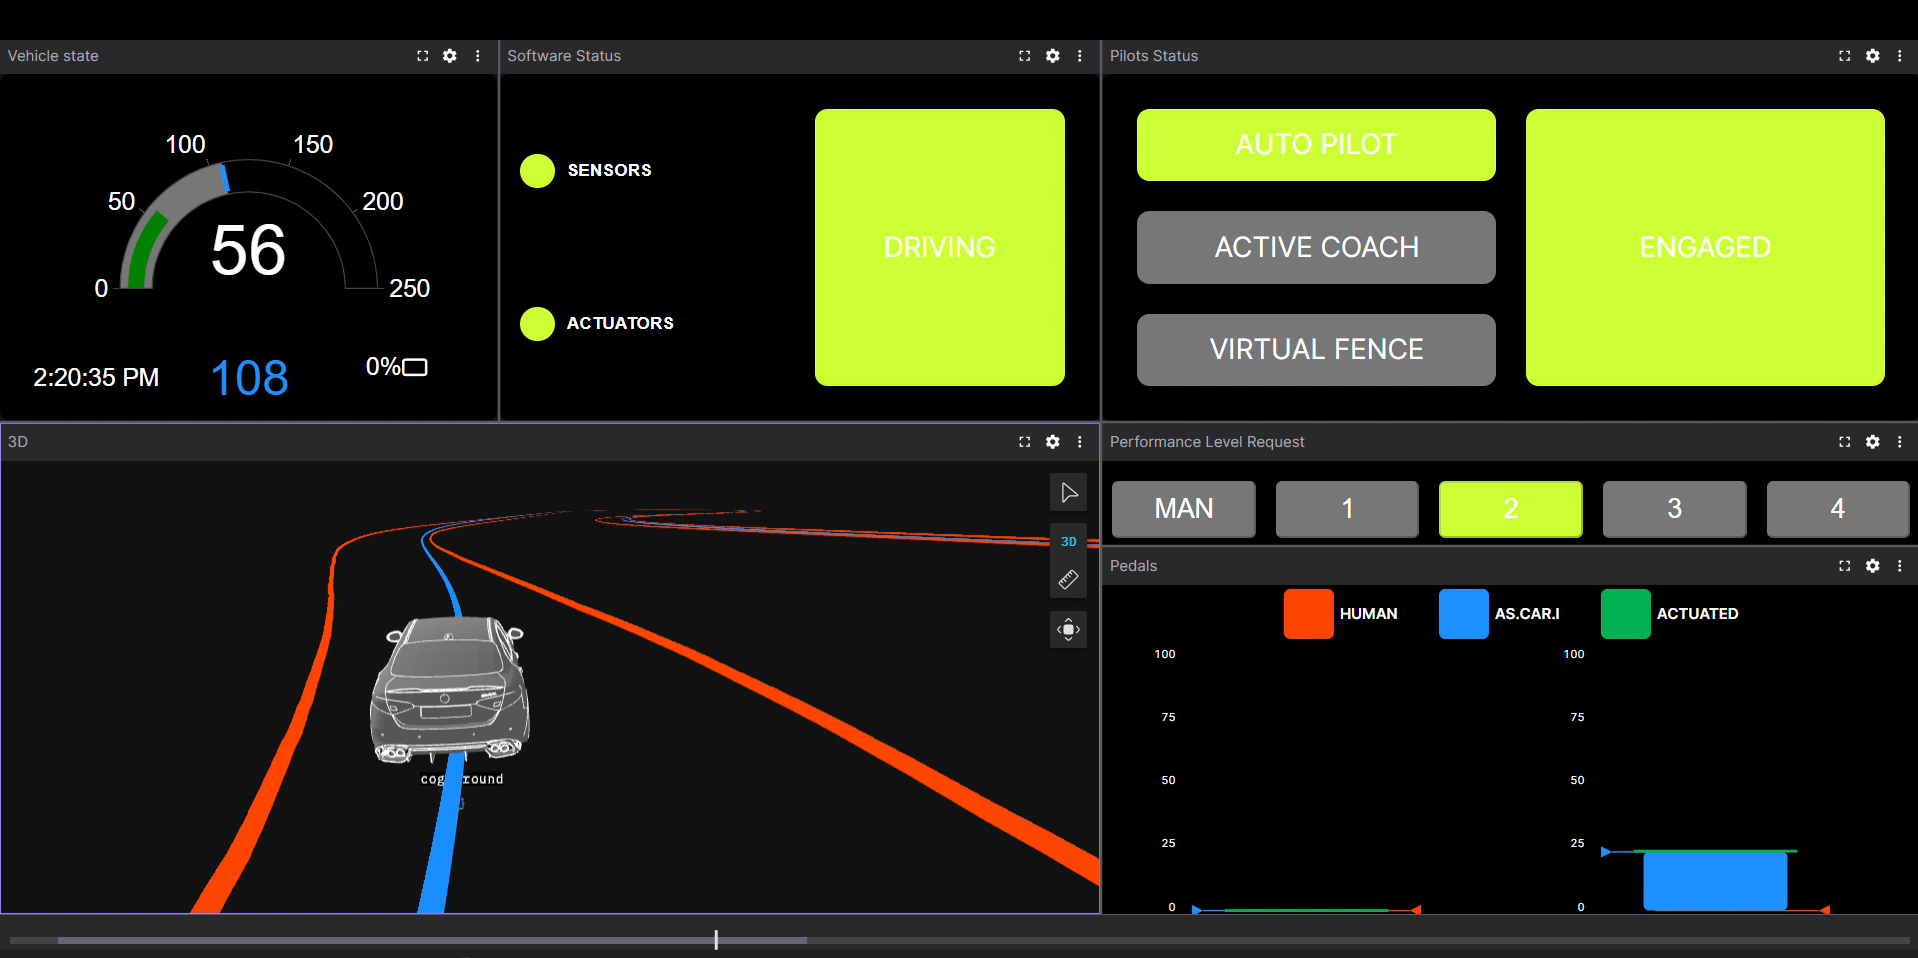 Vehicle state
Software Status
Pilots Status
100
150
50
200
56
0
250
2:20:35 PM
108
0%
SENSORS
ACTUATORS
DRIVING
AUTO PILOT
ACTIVE COACH
VIRTUAL FENCE
ENGAGED
3D
3D
Performance Level Request
MAN
1
2
3
4
Pedals
HUMAN
AS.CAR.I
ACTUATED
100
75
50
25
0
100
75
50
25
0